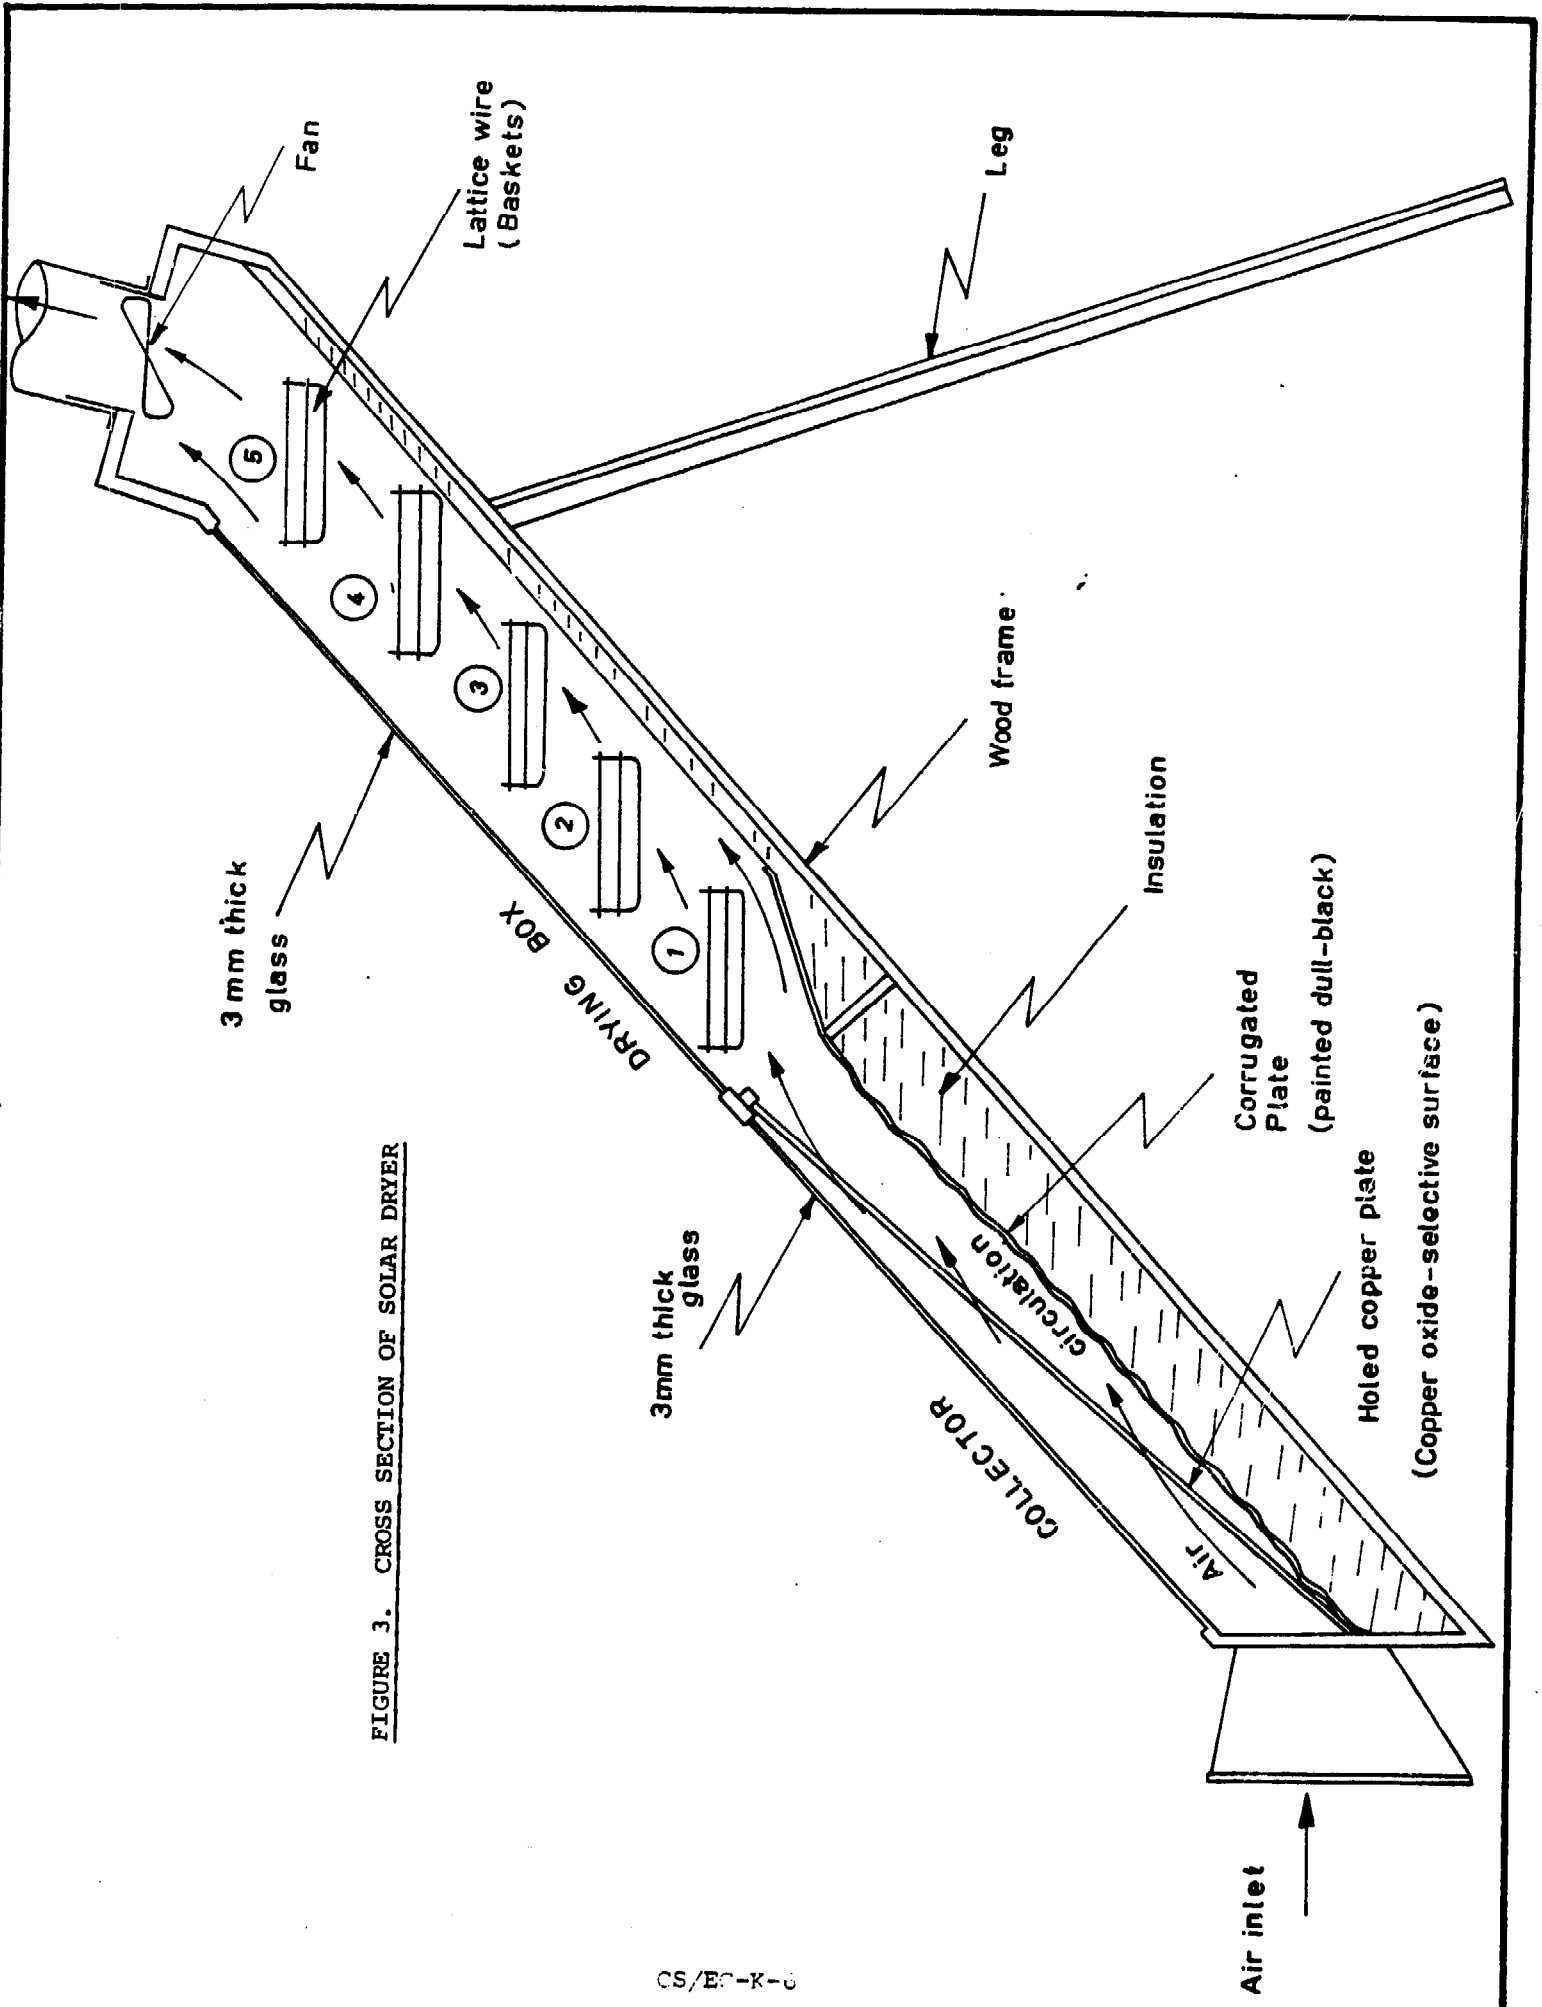 FIGURE 3. CROSS SECTION OF SOLAR DRYER
Fan
Lattice wire
(Baskets)
Leg
3 mm thick
glass
DRYING BOX
5
4
3
2
1
Wood frame
Insulation
Corrugated
Plate
(painted dull-black)
3mm thick
glass
COLLECTOR
Air circulation
Holed copper plate
(Copper oxide-selective surface)
Air inlet